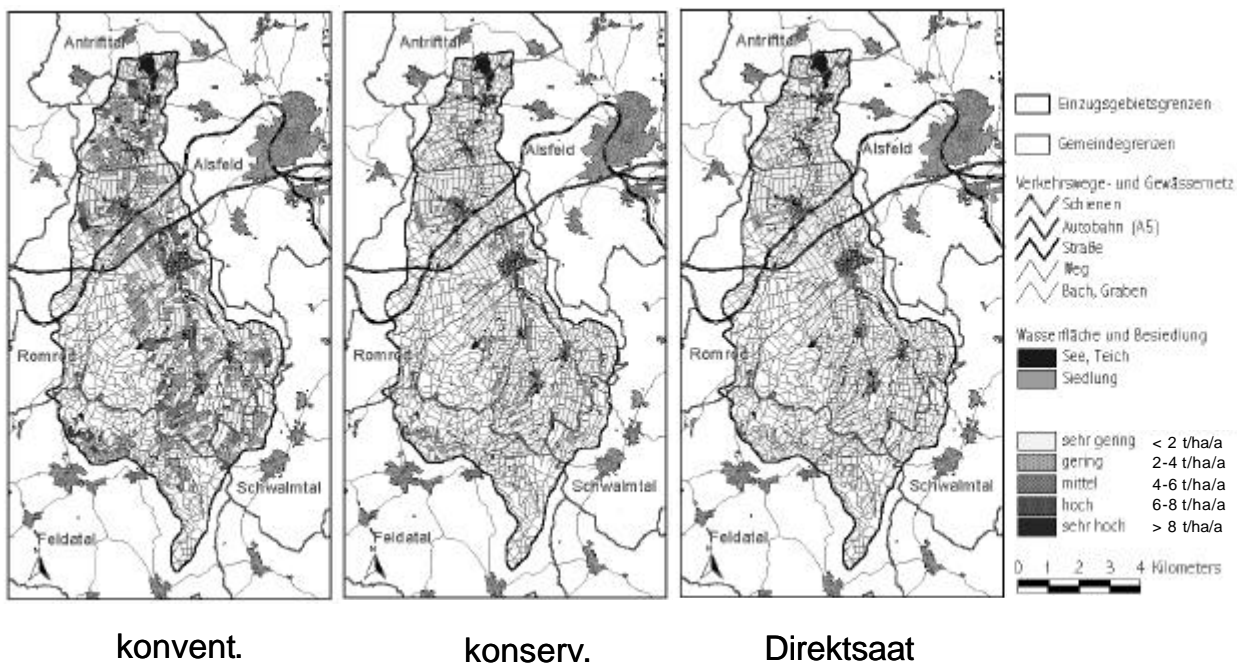 Antrifttal
Alsfeld
Romrod
Schwalmtal
Feldatal
N
konvent.
Antrifttal
Alsfeld
Romrod
Schwalmtal
Feldatal
N
konserv.
Antrifttal
Alsfeld
Romrod
Schwalmtal
Feldatal
N
Direktsaat
Einzugsgebietsgrenzen
Gemeindegrenzen
Verkehrswege- und Gewässernetz
Schienen
Autobahn (A5)
Straße
Weg
Bach, Graben
Wasserfläche und Besiedlung
See, Teich
Siedlung
sehr gering < 2 t/ha/a
gering 2-4 t/ha/a
mittel 4-6 t/ha/a
hoch 6-8 t/ha/a
sehr hoch > 8 t/ha/a
0 1 2 3 4 Kilometers